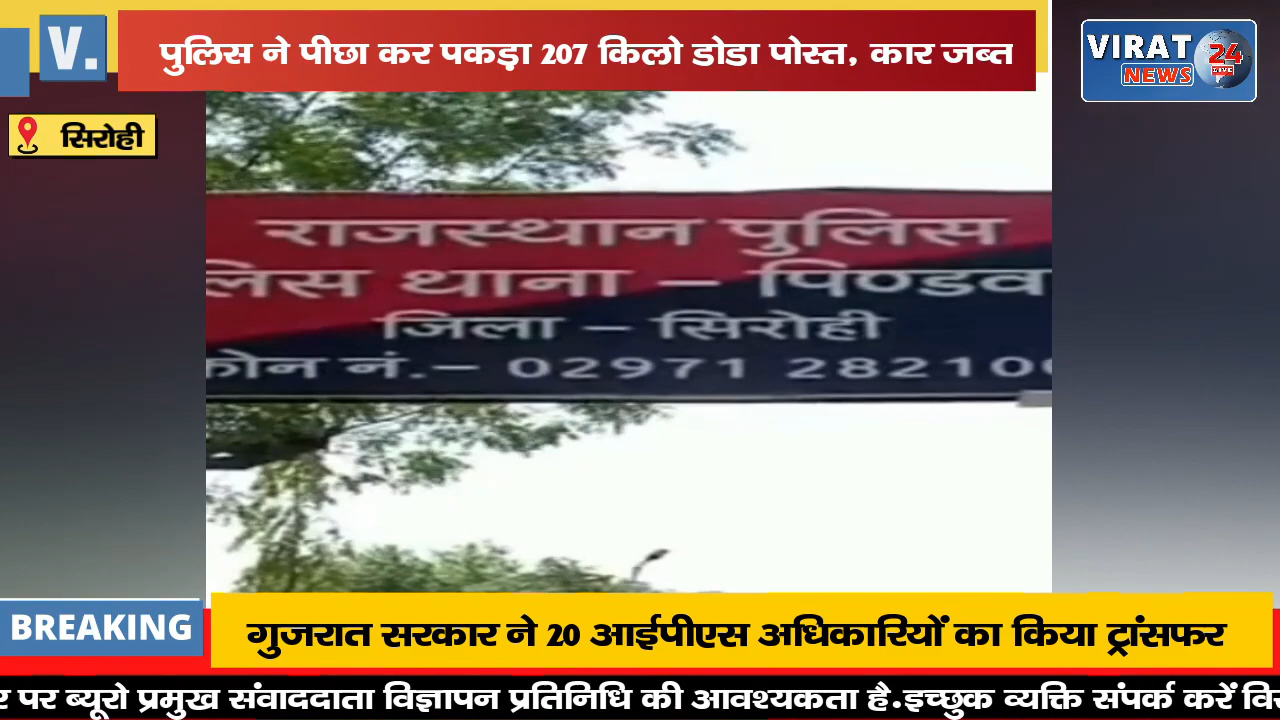 V.
पुलिस ने पीछा कर पकड़ा 207 किलो डोडा पोस्त, कार जब्त
VIRAT 24
NEWS LIVE
सिरोही
राजस्थान पुलिस
लिस थाना – पिण्डव
जिला – सिरोही
फोन नं.– 02971 28210
BREAKING
गुजरात सरकार ने 20 आईपीएस अधिकारियों का किया ट्रांसफर
र पर ब्यूरो प्रमुख संवाददाता विज्ञापन प्रतिनिधि की आवश्यकता है.इच्छुक व्यक्ति संपर्क करें वि